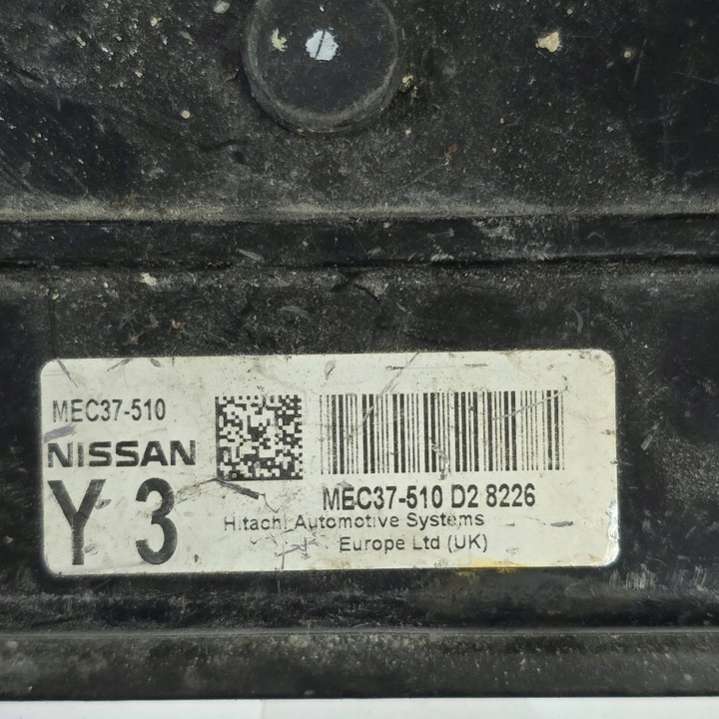 MEC37-510
NISSAN
Y 3
MEC37-510 D2 8226
Hitachi Automotive Systems
Europe Ltd (UK)